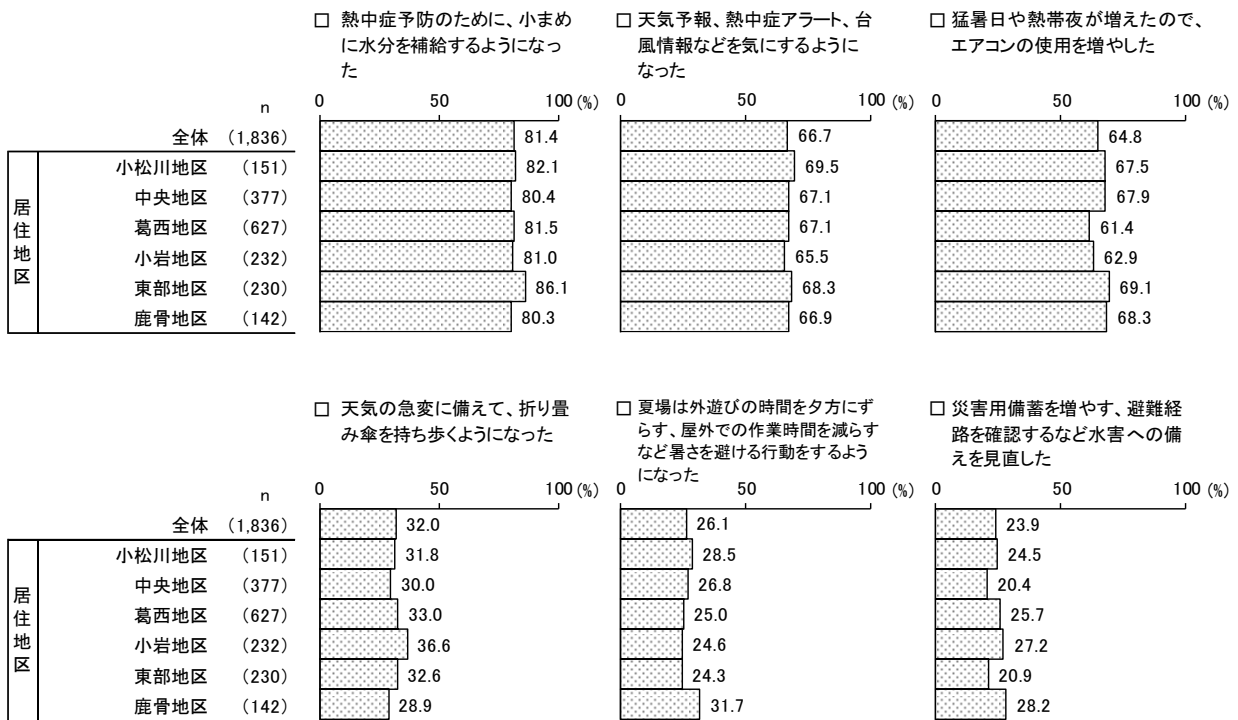 □ 熱中症予防のために、小まめ
に水分を補給するようになっ
た
□ 天気予報、熱中症アラート、台
風情報などを気にするように
なった
□ 猛暑日や熱帯夜が増えたので、
エアコンの使用を増やした
n
0 50 100 (%)
0 50 100 (%)
0 50 100 (%)
全体 (1,836) 81.4 66.7 64.8
居住地区
小松川地区 (151) 82.1 69.5 67.5
中央地区 (377) 80.4 67.1 67.9
葛西地区 (627) 81.5 67.1 61.4
小岩地区 (232) 81.0 65.5 62.9
東部地区 (230) 86.1 68.3 69.1
鹿骨地区 (142) 80.3 66.9 68.3
□ 天気の急変に備えて、折り畳
み傘を持ち歩くようになった
□ 夏場は外遊びの時間を夕方にず
らす、屋外での作業時間を減らす
など暑さを避ける行動をするよう
になった
□ 災害用備蓄を増やす、避難経
路を確認するなど水害への備
えを見直した
n
0 50 100 (%)
0 50 100 (%)
0 50 100 (%)
全体 (1,836) 32.0 26.1 23.9
居住地区
小松川地区 (151) 31.8 28.5 24.5
中央地区 (377) 30.0 26.8 20.4
葛西地区 (627) 33.0 25.0 25.7
小岩地区 (232) 36.6 24.6 27.2
東部地区 (230) 32.6 24.3 20.9
鹿骨地区 (142) 28.9 31.7 28.2